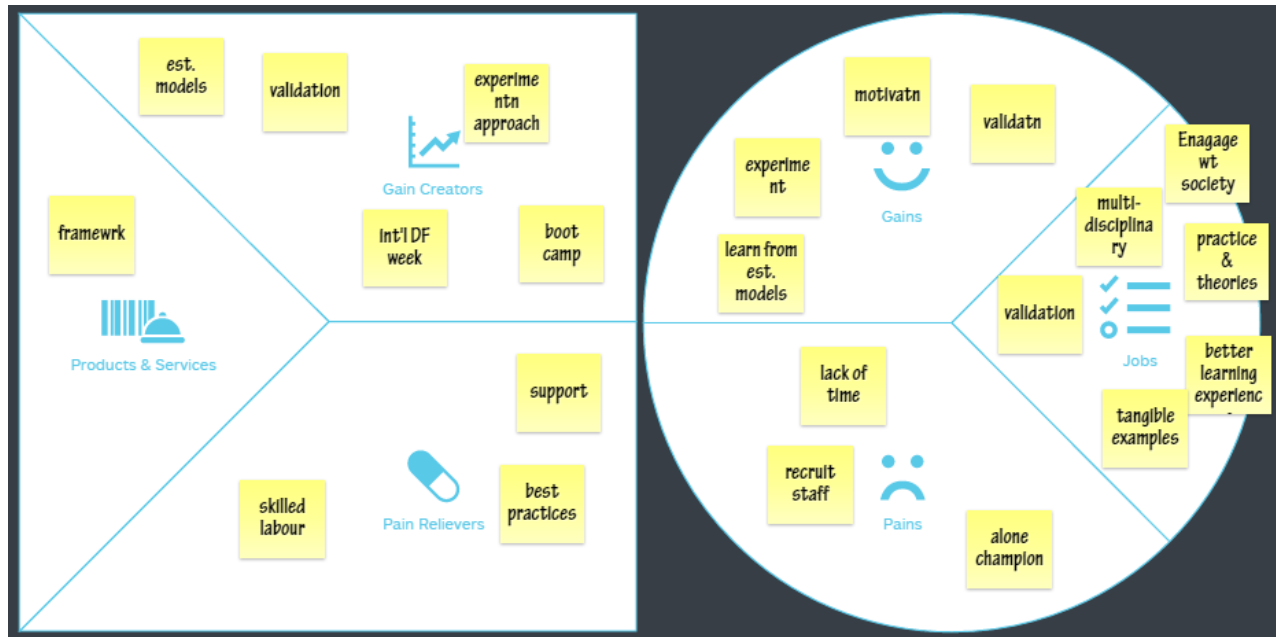 est.
models
validation
experime
ntn
approach
Gain Creators
framewrk
int'l DF
week
boot
camp
Products & Services
support
skilled
labour
best
practices
Pain Relievers
motivatn
validatn
experime
nt
Gains
learn from
est.
models
Enagage
wt
society
multi-
disciplina
ry
practice
&
theories
validation
Jobs
better
learning
experienc
tangible
examples
lack of
time
recruit
staff
Pains
alone
champion